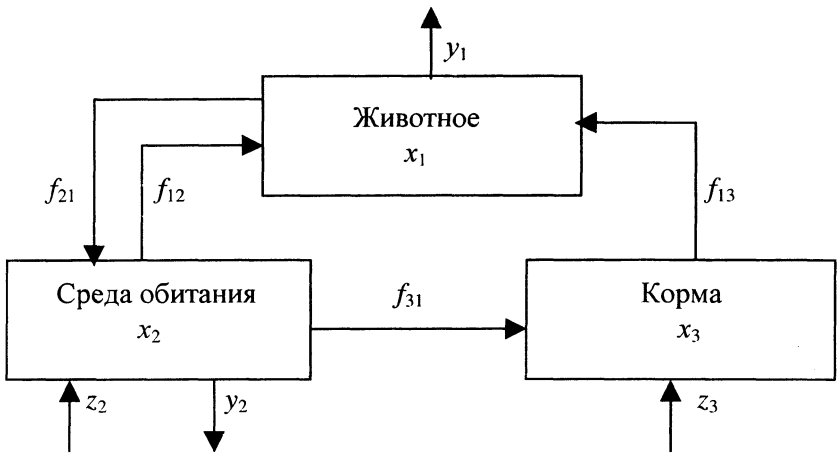 y₁
Животное
x₁
f₂₁
f₁₂
f₁₃
Среда обитания
x₂
f₃₁
Корма
x₃
z₂
y₂
z₃